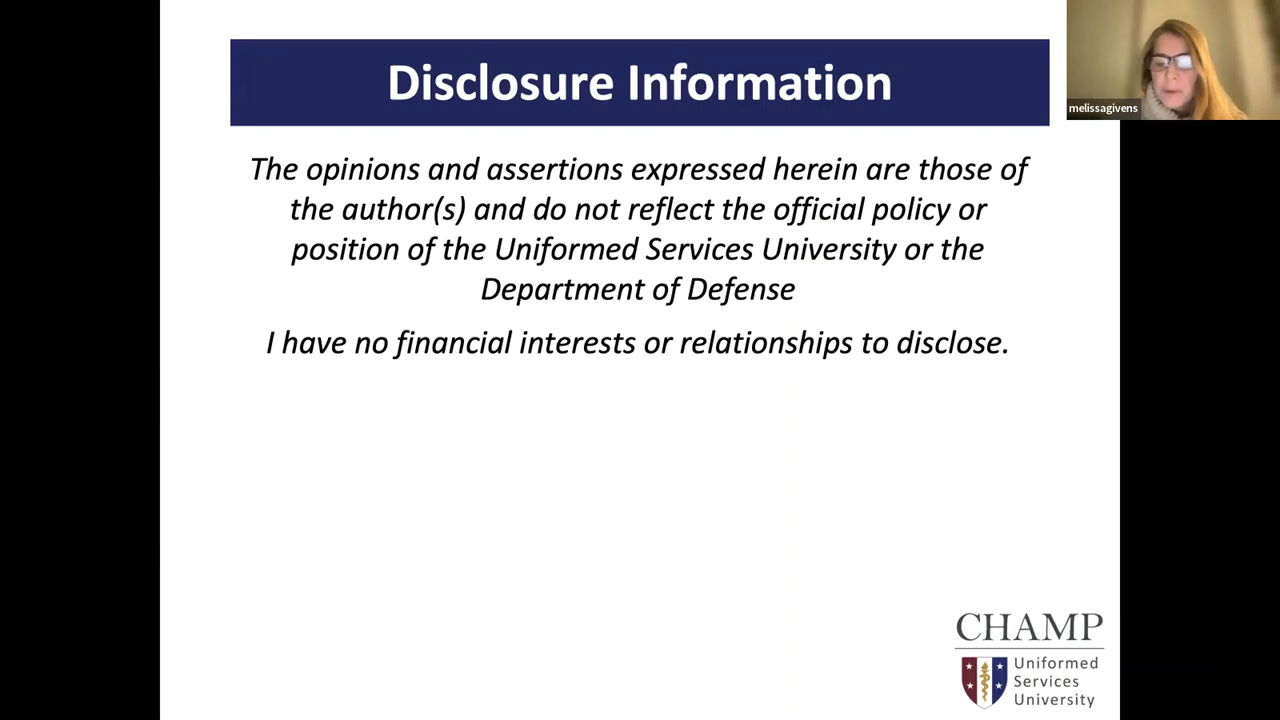 Disclosure Information
melissagivens
The opinions and assertions expressed herein are those of
the author(s) and do not reflect the official policy or
position of the Uniformed Services University or the
Department of Defense
I have no financial interests or relationships to disclose.
CHAMP
Uniformed
Services
University